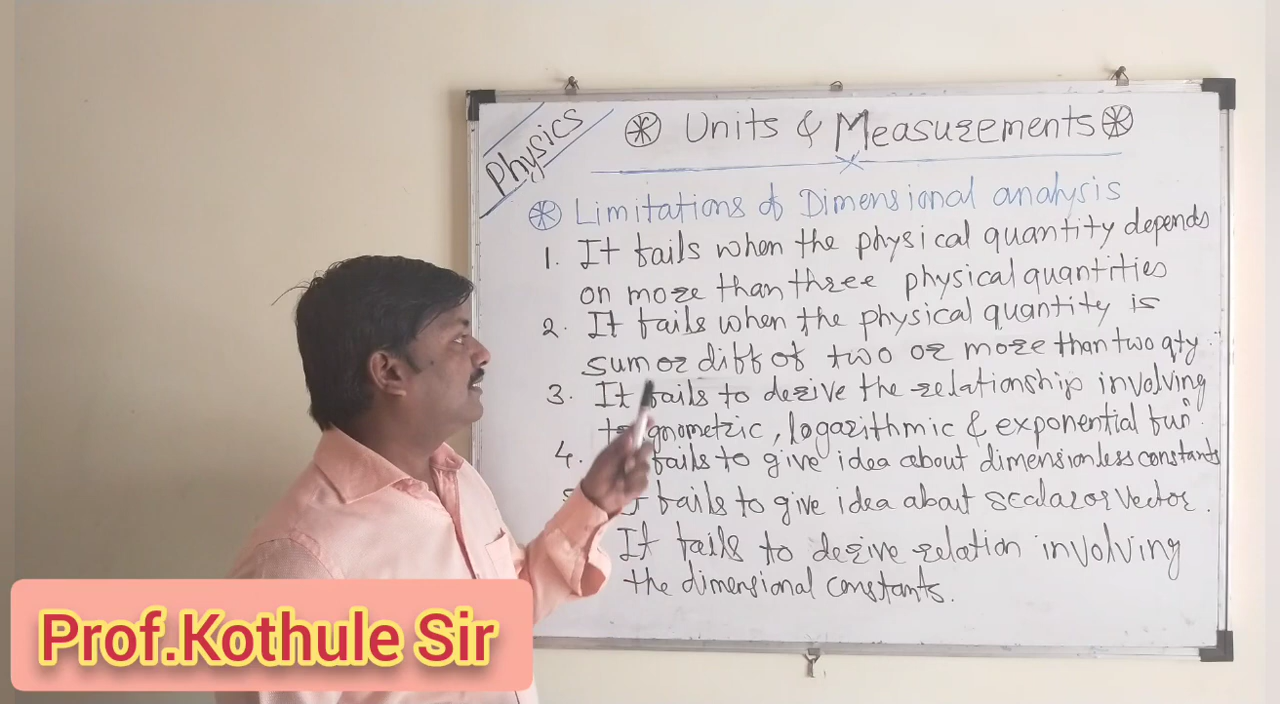 Physics
Units & Measurements
Limitations of Dimensional analysis
1. It fails when the physical quantity depends
on more than three physical quantities
2. It fails when the physical quantity is
sum or diff of two or more than two qty.
3. It fails to derive the relationship involving
gnometric, logarithmic & exponential funⁿ.
4. fails to give idea about dimensionless constants
fails to give idea about scalar or vector.
It fails to derive relation involving
the dimensional constants.
Prof.Kothule Sir